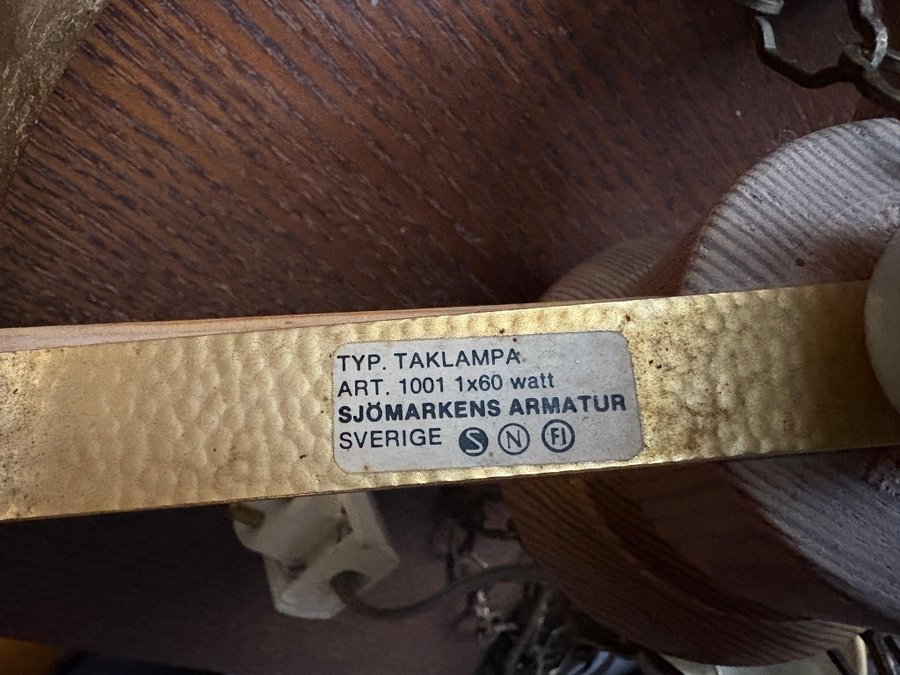 TYP. TAKLAMPA
ART. 1001 1x60 watt
SJÖMARKENS ARMATUR
SVERIGE S N FI